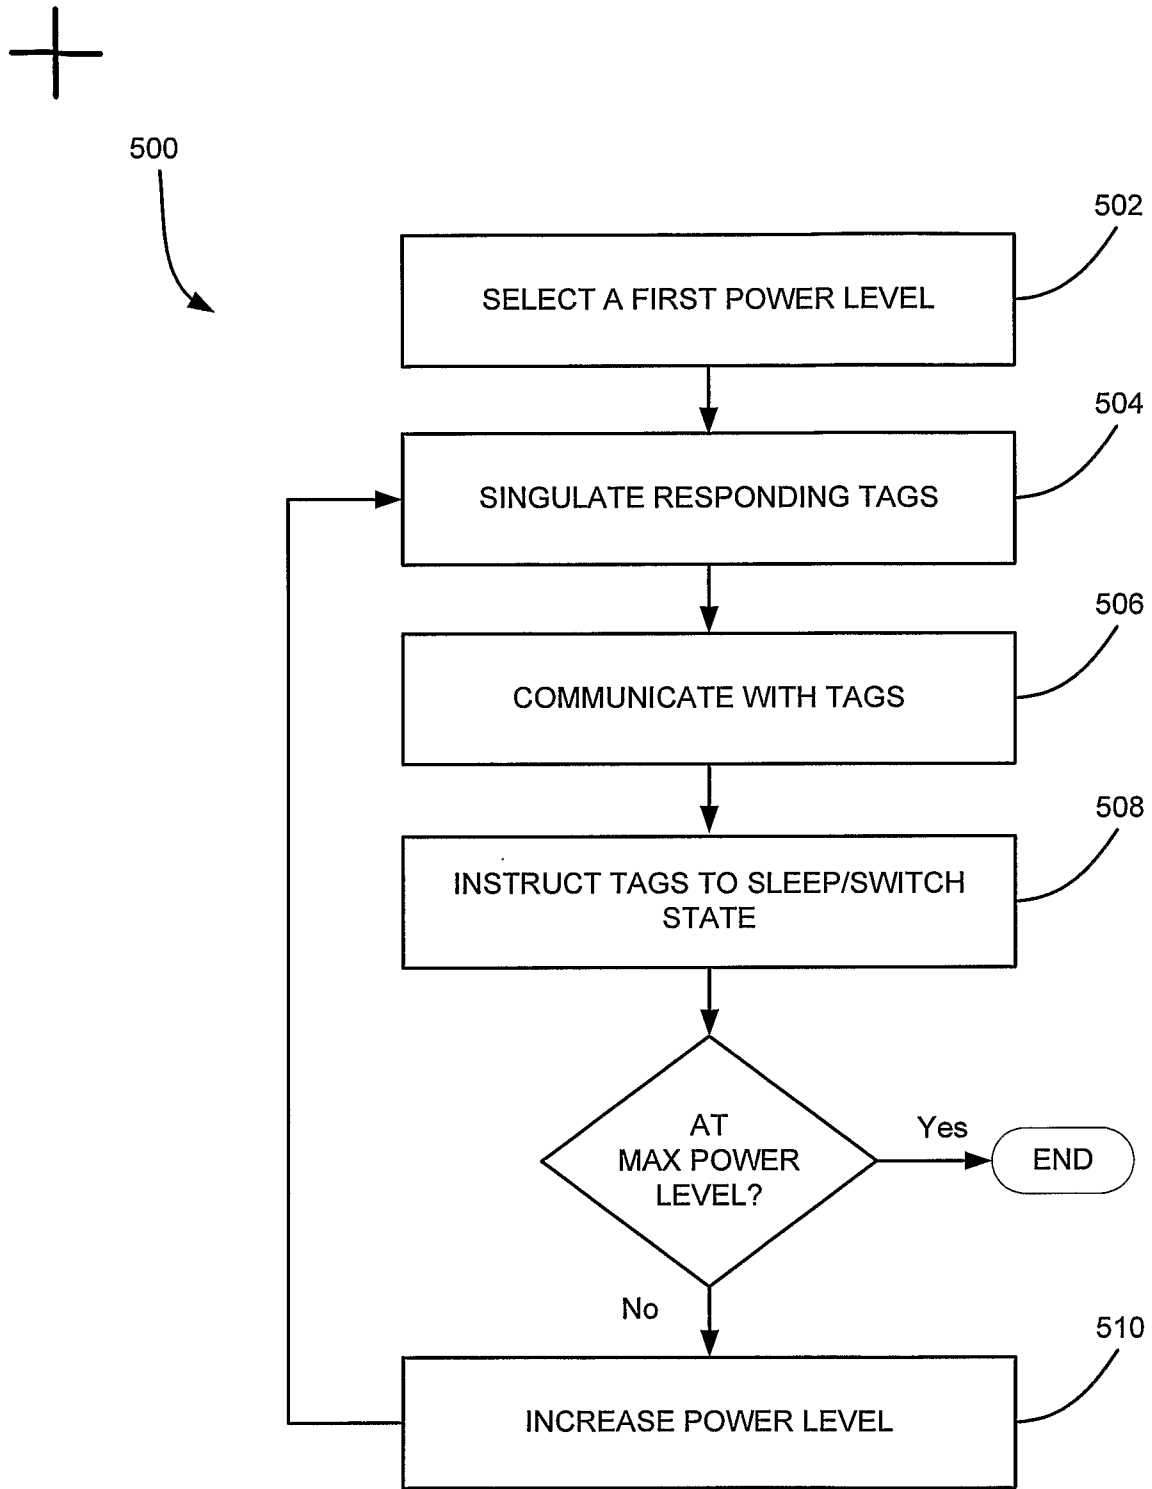 500
502
SELECT A FIRST POWER LEVEL
504
SINGULATE RESPONDING TAGS
506
COMMUNICATE WITH TAGS
508
INSTRUCT TAGS TO SLEEP/SWITCH
STATE
AT
MAX POWER
LEVEL?
Yes
END
No
510
INCREASE POWER LEVEL